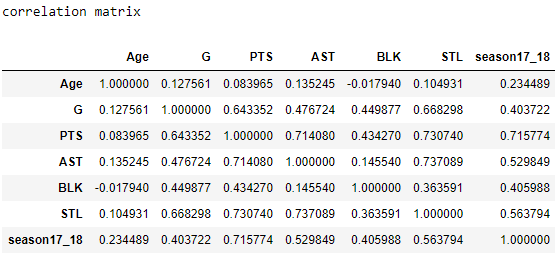 correlation matrix
Age G PTS AST BLK STL season17_18
Age 1.000000 0.127561 0.083965 0.135245 -0.017940 0.104931 0.234489
G 0.127561 1.000000 0.643352 0.476724 0.449877 0.668298 0.403722
PTS 0.083965 0.643352 1.000000 0.714080 0.434270 0.730740 0.715774
AST 0.135245 0.476724 0.714080 1.000000 0.145540 0.737089 0.529849
BLK -0.017940 0.449877 0.434270 0.145540 1.000000 0.363591 0.405988
STL 0.104931 0.668298 0.730740 0.737089 0.363591 1.000000 0.563794
season17_18 0.234489 0.403722 0.715774 0.529849 0.405988 0.563794 1.000000